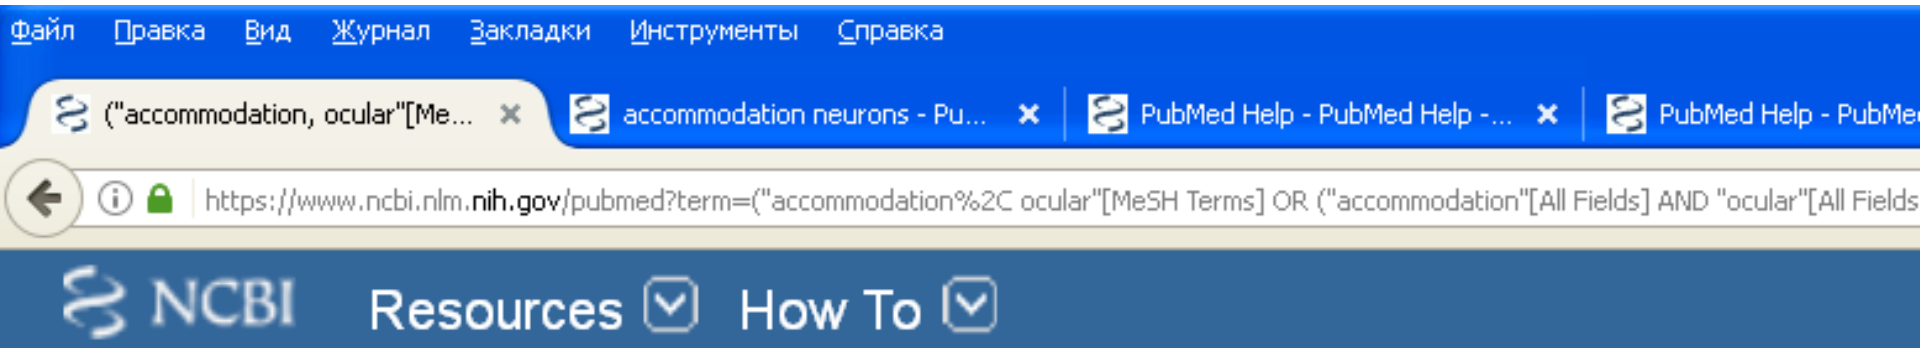 Файл Правка Вид Журнал Закладки Инструменты Справка
("accommodation, ocular"[Me... accommodation neurons - Pu... PubMed Help - PubMed Help -... PubMed Help - PubMed
https://www.ncbi.nlm.nih.gov/pubmed?term=("accommodation%2C ocular"[MeSH Terms] OR ("accommodation"[All Fields] AND "ocular"[All Fields
NCBI Resources How To